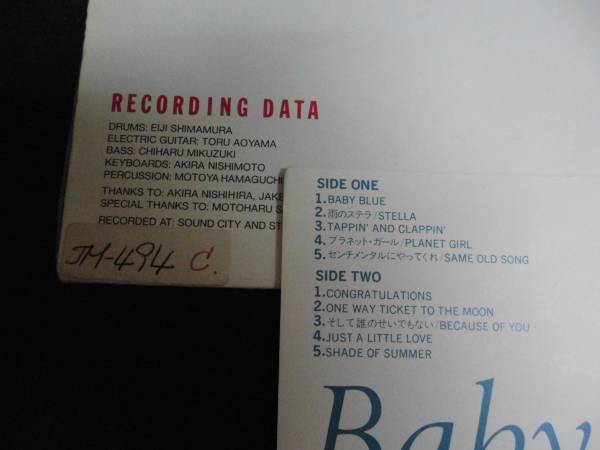 RECORDING DATA
DRUMS: EIJI SHIMAMURA
ELECTRIC GUITAR: TORU AOYAMA
BASS: CHIHARU MIKUZUKI
KEYBOARDS: AKIRA NISHIMOTO
PERCUSSION: MOTOYA HAMAGUCHI
THANKS TO: AKIRA NISHIHIRA, JAKE
SPECIAL THANKS TO: MOTOHARU S
RECORDED AT: SOUND CITY AND ST
JM-494 C.
SIDE ONE
1.BABY BLUE
2.雨のステラ/STELLA
3.TAPPIN' AND CLAPPIN'
4.プラネット・ガール/PLANET GIRL
5.センチメンタルにやってくれ/SAME OLD SONG
SIDE TWO
1.CONGRATULATIONS
2.ONE WAY TICKET TO THE MOON
3.そして誰のせいでもない/BECAUSE OF YOU
4.JUST A LITTLE LOVE
5.SHADE OF SUMMER
Baby